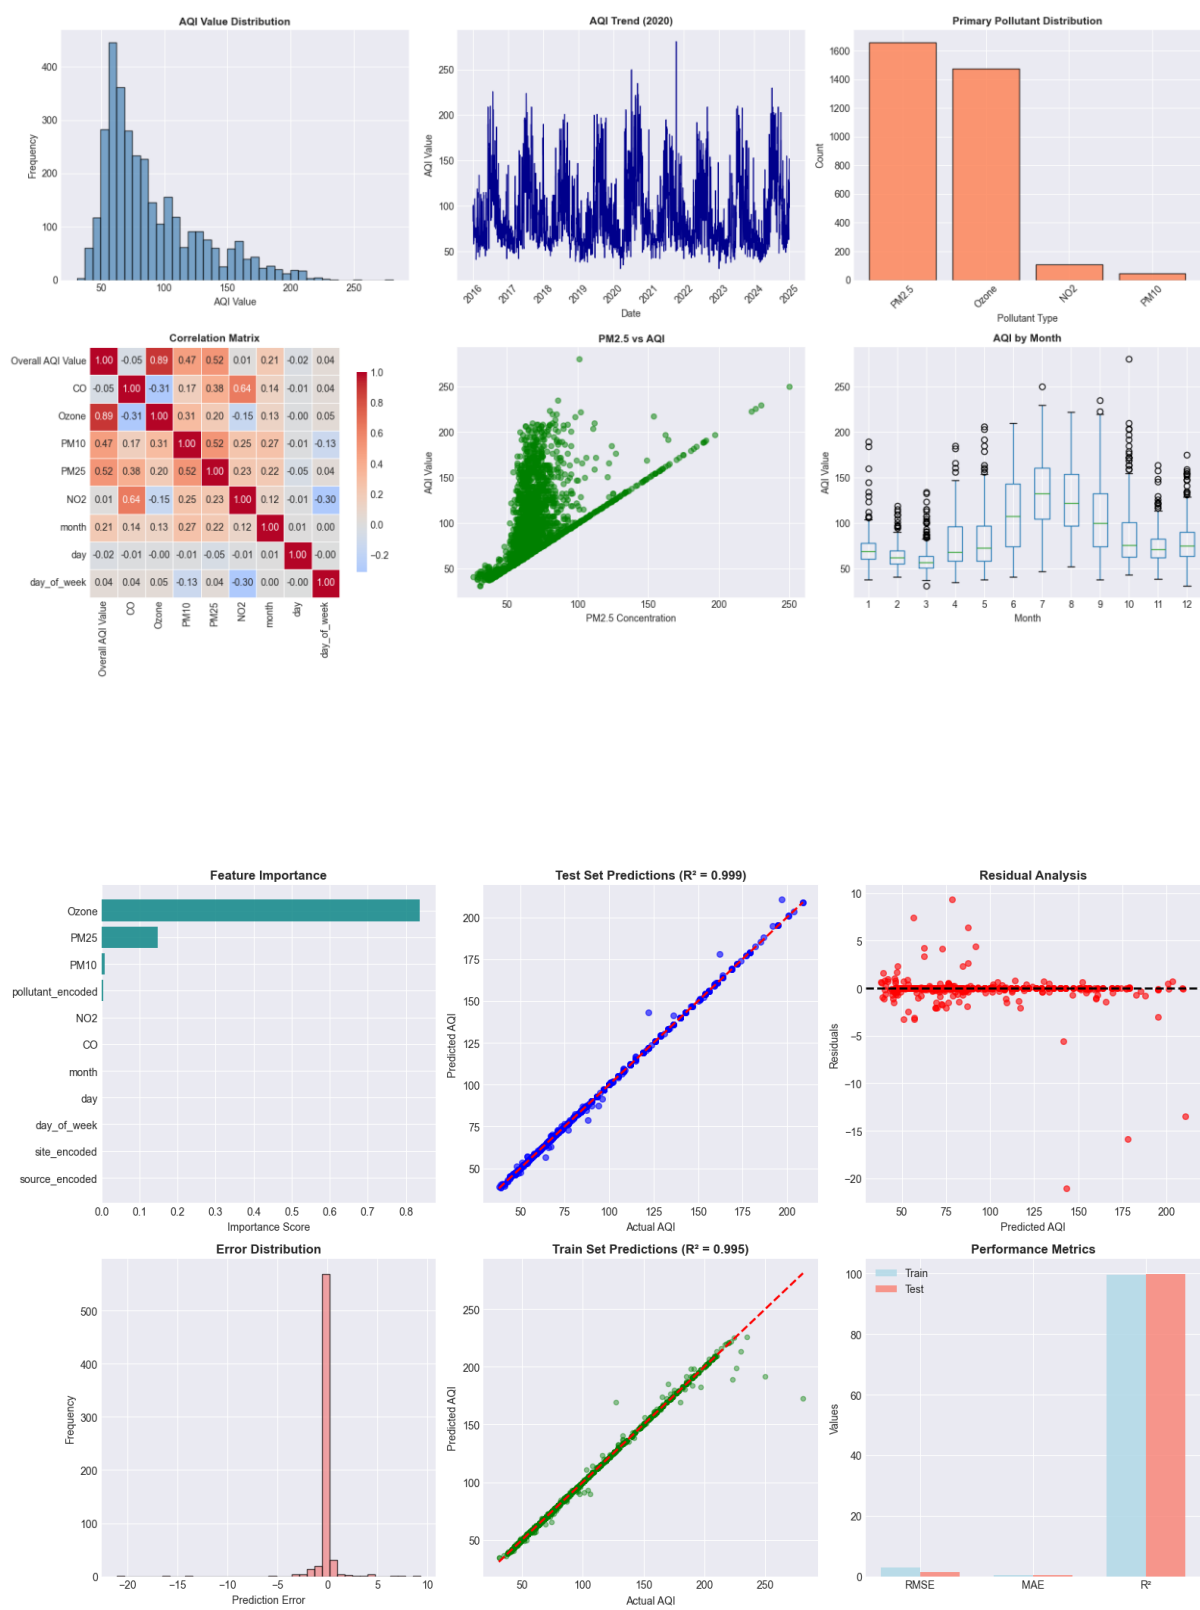 AQI Value Distribution
Frequency
400
300
200
100
0
50 100 150 200 250
AQI Value
AQI Trend (2020)
AQI Value
250
200
150
100
50
2016 2017 2018 2019 2020 2021 2022 2023 2024 2025
Date
Primary Pollutant Distribution
Count
1600
1400
1200
1000
800
600
400
200
0
PM2.5 Ozone NO2 PM10
Pollutant Type
Correlation Matrix
Overall AQI Value 1.00 -0.05 0.89 0.47 0.52 0.01 0.21 -0.02 0.04
CO -0.05 1.00 -0.31 0.17 0.38 0.64 0.14 -0.01 0.04
Ozone 0.89 -0.31 1.00 0.31 0.20 -0.15 0.13 -0.00 0.05
PM10 0.47 0.17 0.31 1.00 0.52 0.25 0.27 -0.01 -0.13
PM25 0.52 0.38 0.20 0.52 1.00 0.23 0.22 -0.05 0.04
NO2 0.01 0.64 -0.15 0.25 0.23 1.00 0.12 -0.01 -0.30
month 0.21 0.14 0.13 0.27 0.22 0.12 1.00 0.01 0.00
day -0.02 -0.01 -0.00 -0.01 -0.05 -0.01 0.01 1.00 -0.00
day_of_week 0.04 0.04 0.05 -0.13 0.04 -0.30 0.00 -0.00 1.00
Overall AQI Value CO Ozone PM10 PM25 NO2 month day day_of_week
1.0
0.8
0.6
0.4
0.2
0.0
−0.2
PM2.5 vs AQI
AQI Value
250
200
150
100
50
50 100 150 200 250
PM2.5 Concentration
AQI by Month
AQI Value
250
200
150
100
50
1 2 3 4 5 6 7 8 9 10 11 12
Month
Feature Importance
Ozone
PM25
PM10
pollutant_encoded
NO2
CO
month
day
day_of_week
site_encoded
source_encoded
0.0 0.1 0.2 0.3 0.4 0.5 0.6 0.7 0.8
Importance Score
Test Set Predictions (R² = 0.999)
Predicted AQI
200
175
150
125
100
75
50
50 75 100 125 150 175 200
Actual AQI
Residual Analysis
Residuals
10
5
0
−5
−10
−15
−20
50 75 100 125 150 175 200
Predicted AQI
Error Distribution
Frequency
500
400
300
200
100
0
−20 −15 −10 −5 0 5 10
Prediction Error
Train Set Predictions (R² = 0.995)
Predicted AQI
250
200
150
100
50
50 100 150 200 250
Actual AQI
Performance Metrics
Train
Test
Values
100
80
60
40
20
0
RMSE MAE R²